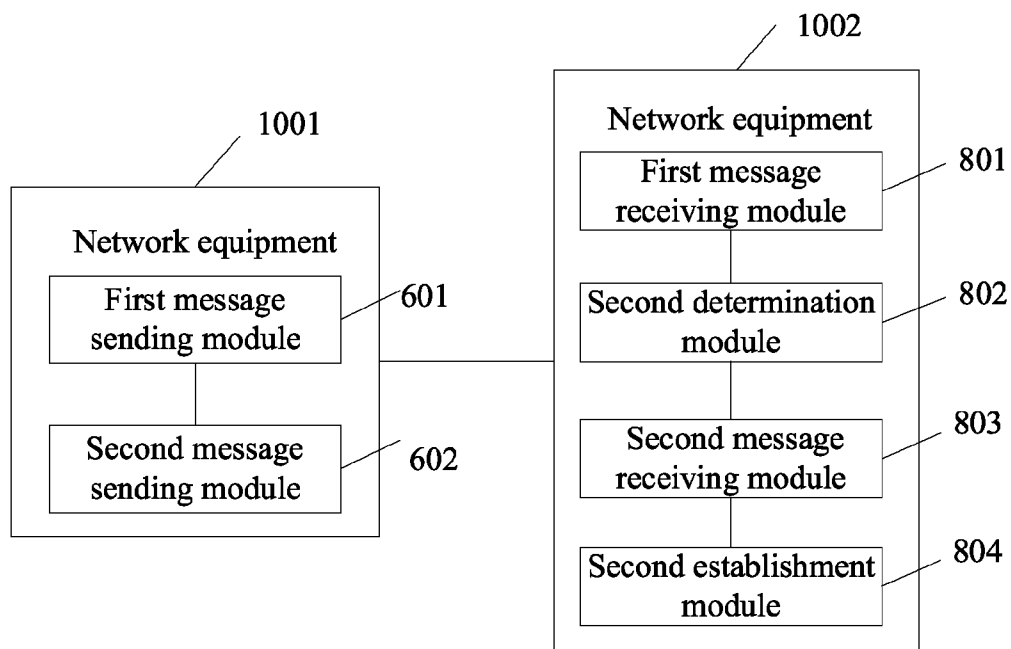 1001
Network equipment
First message
sending module
601
Second message
sending module
602
1002
Network equipment
First message
receiving module
801
Second determination
module
802
Second message
receiving module
803
Second establishment
module
804